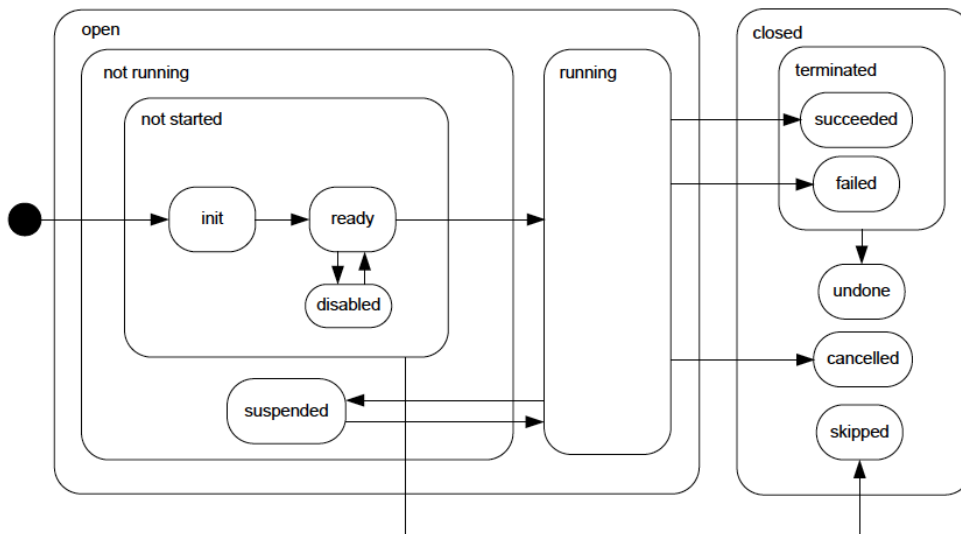 open
closed
not running
running
terminated
not started
succeeded
failed
init
ready
disabled
undone
cancelled
suspended
skipped